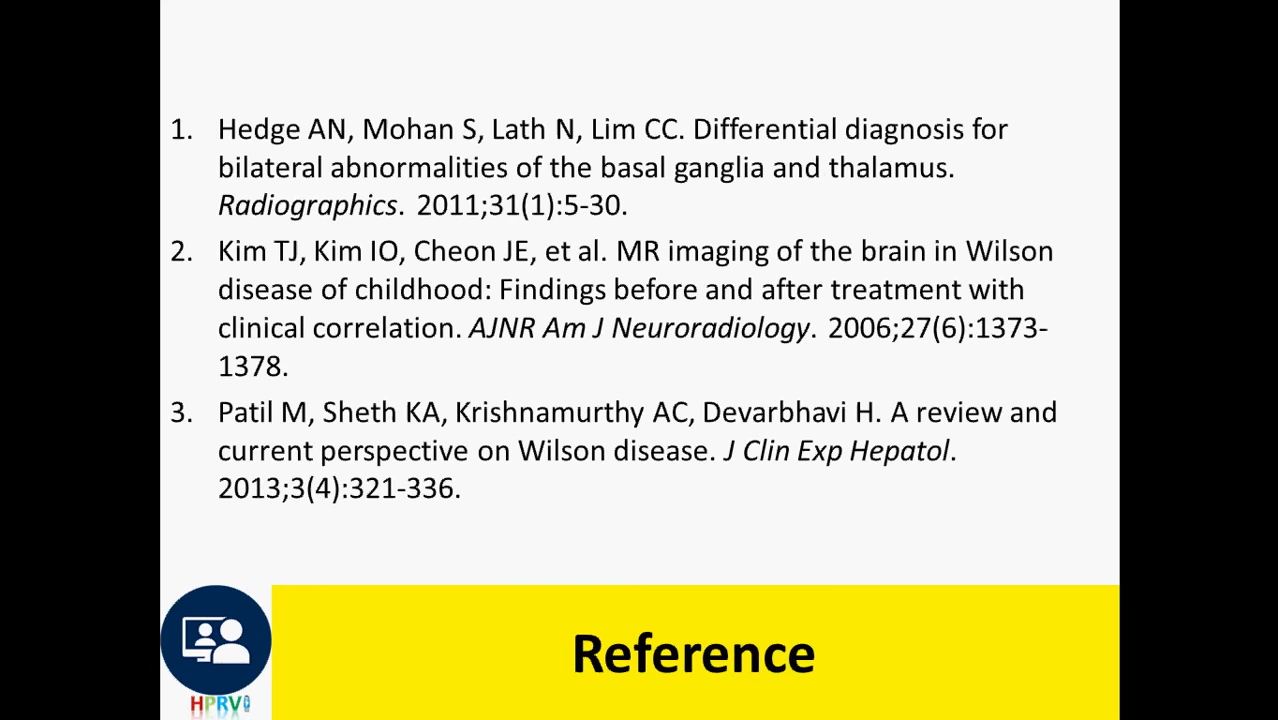 1. Hedge AN, Mohan S, Lath N, Lim CC. Differential diagnosis for
bilateral abnormalities of the basal ganglia and thalamus.
Radiographics. 2011;31(1):5-30.
2. Kim TJ, Kim IO, Cheon JE, et al. MR imaging of the brain in Wilson
disease of childhood: Findings before and after treatment with
clinical correlation. AJNR Am J Neuroradiology. 2006;27(6):1373-
1378.
3. Patil M, Sheth KA, Krishnamurthy AC, Devarbhavi H. A review and
current perspective on Wilson disease. J Clin Exp Hepatol.
2013;3(4):321-336.
Reference
HPRV